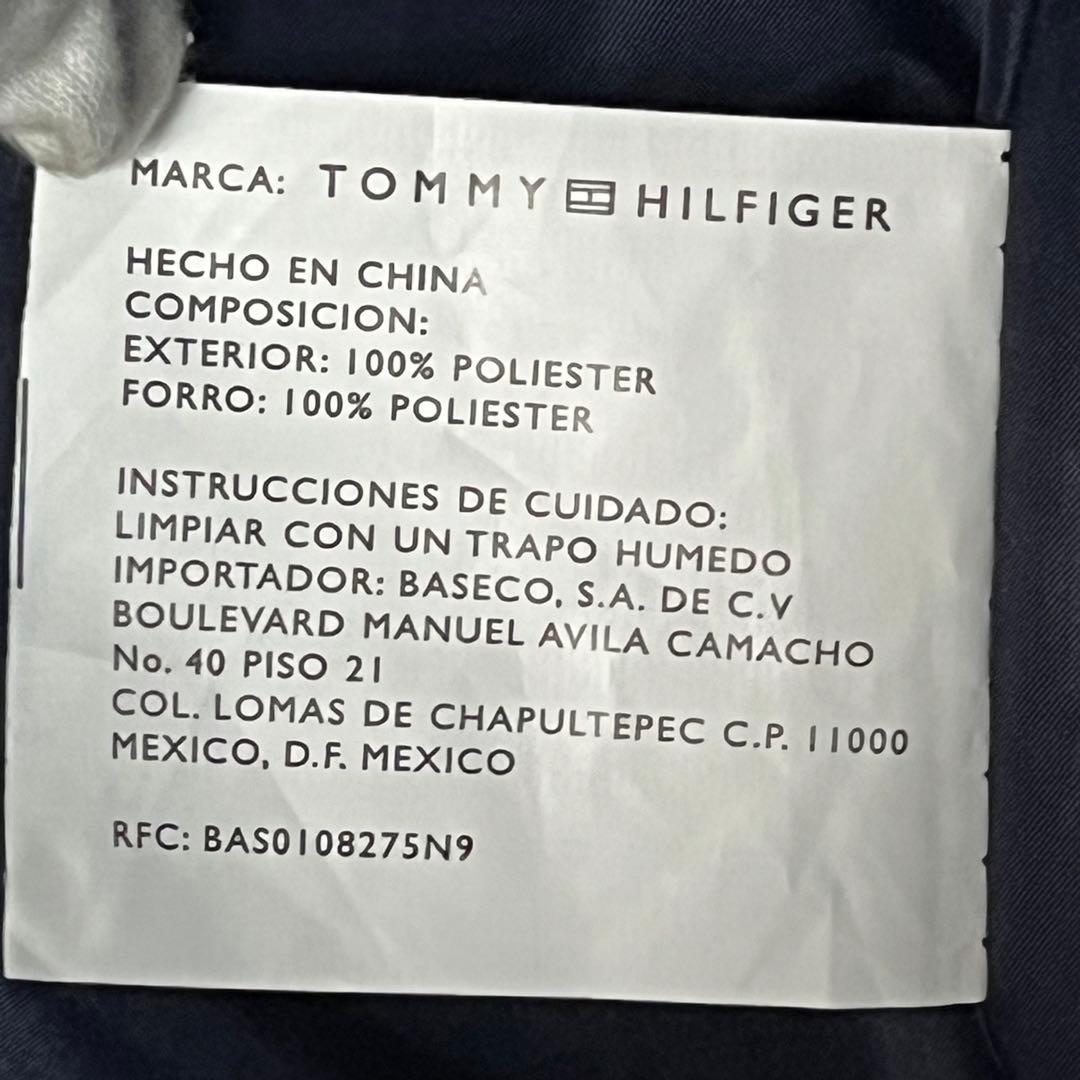 MARCA: TOMMY HILFIGER
HECHO EN CHINA
COMPOSICION:
EXTERIOR: 100% POLIESTER
FORRO: 100% POLIESTER
INSTRUCCIONES DE CUIDADO:
LIMPIAR CON UN TRAPO HUMEDO
IMPORTADOR: BASECO, S.A. DE C.V
BOULEVARD MANUEL AVILA CAMACHO
No. 40 PISO 21
COL. LOMAS DE CHAPULTEPEC C.P. 11000
MEXICO, D.F. MEXICO
RFC: BAS0108275N9